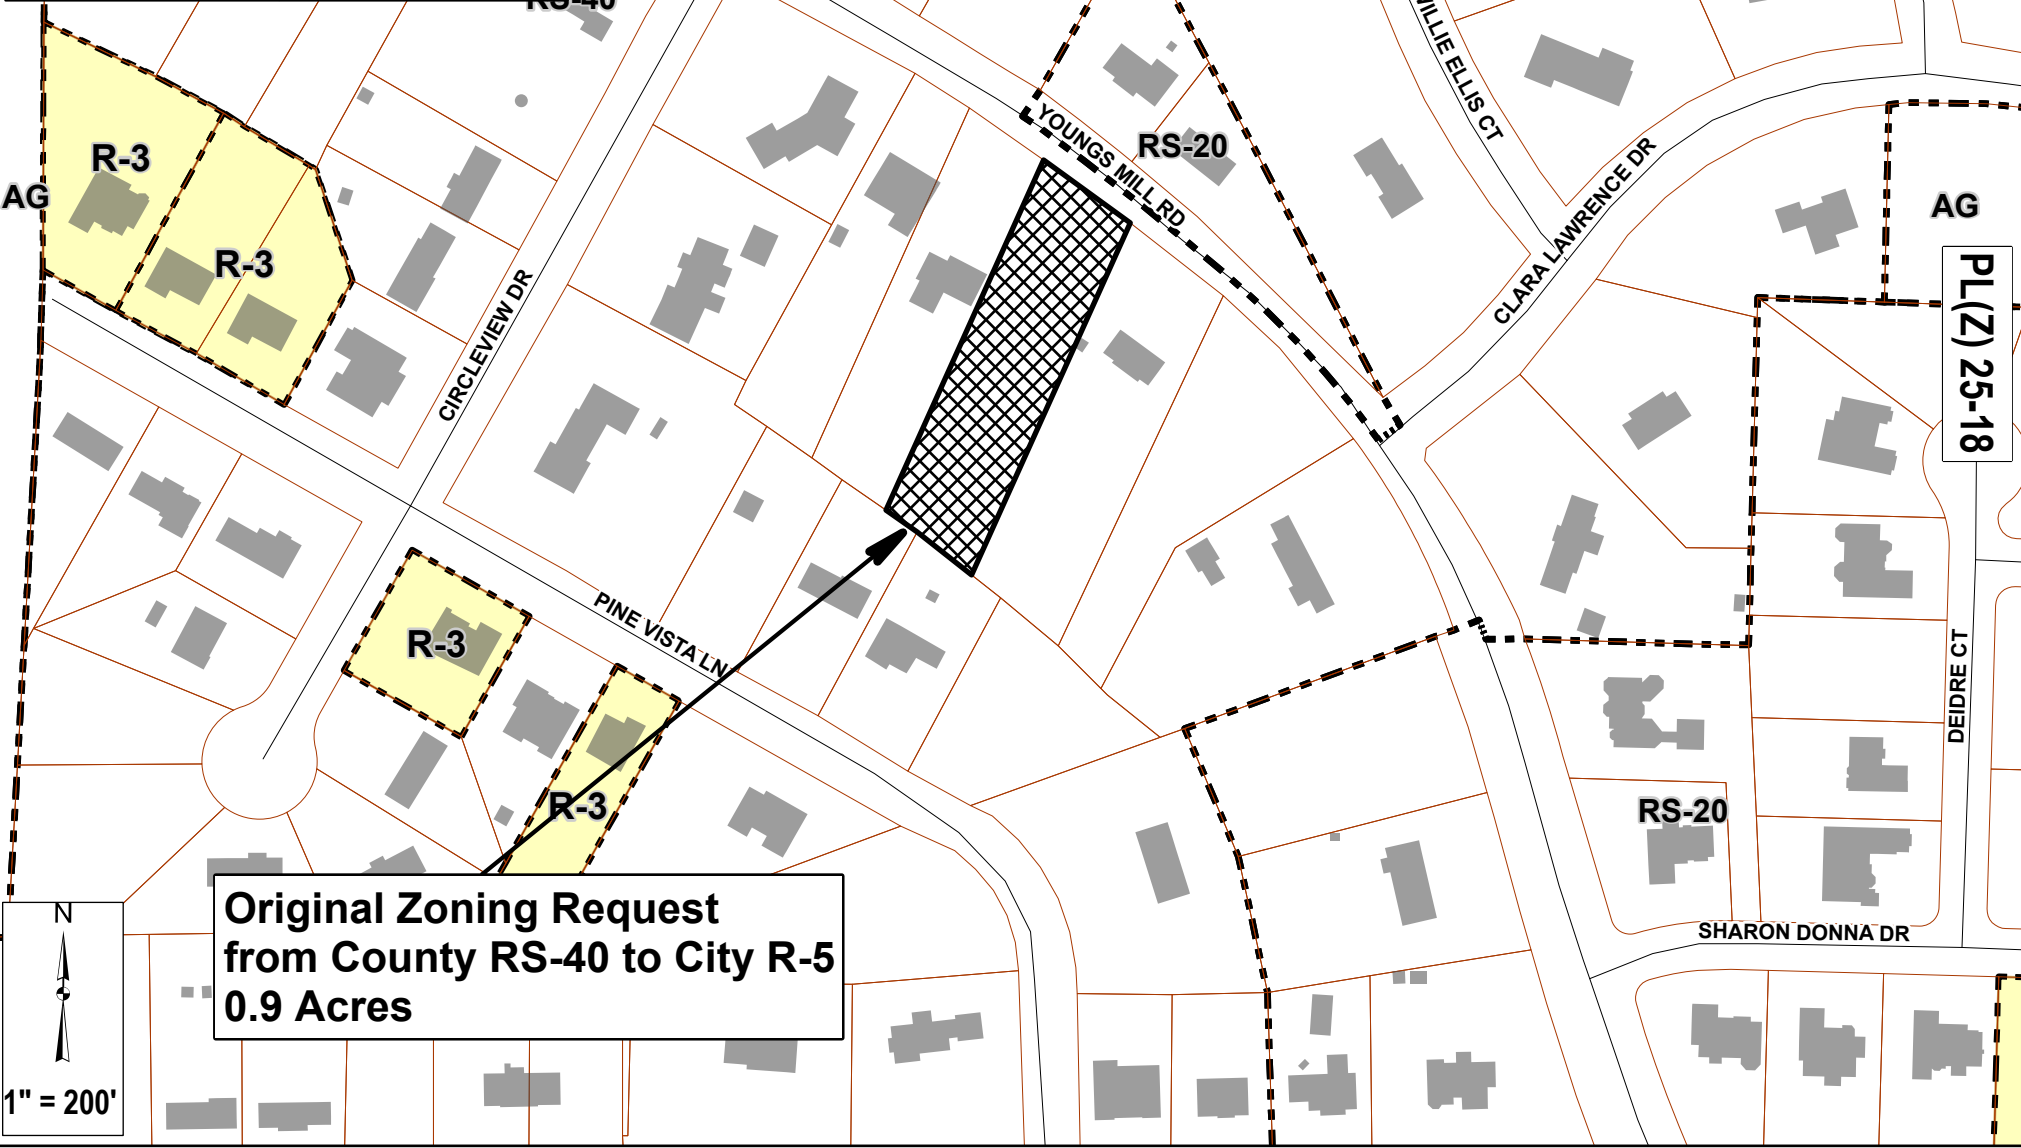 RS-40
WILLIE ELLIS CT
YOUNGS MILL RD
RS-20
R-3
AG
R-3
CLARA LAWRENCE DR
AG
PL(Z) 25-18
CIRCLEVIEW DR
PINE VISTA LN
R-3
R-3
DEIDRE CT
RS-20
SHARON DONNA DR
Original Zoning Request
from County RS-40 to City R-5
0.9 Acres
N
1" = 200'